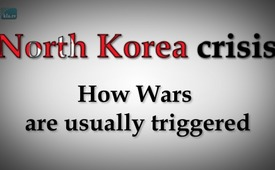 North Korea crisis
How Wars
are usually triggered